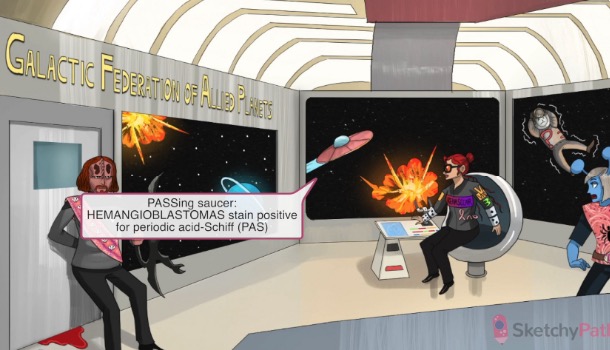 GALACTIC FEDERATION OF ALLIED PLANETS
PASSing saucer:
HEMANGIOBLASTOMAS stain positive
for periodic acid-Schiff (PAS)
SketchyPath